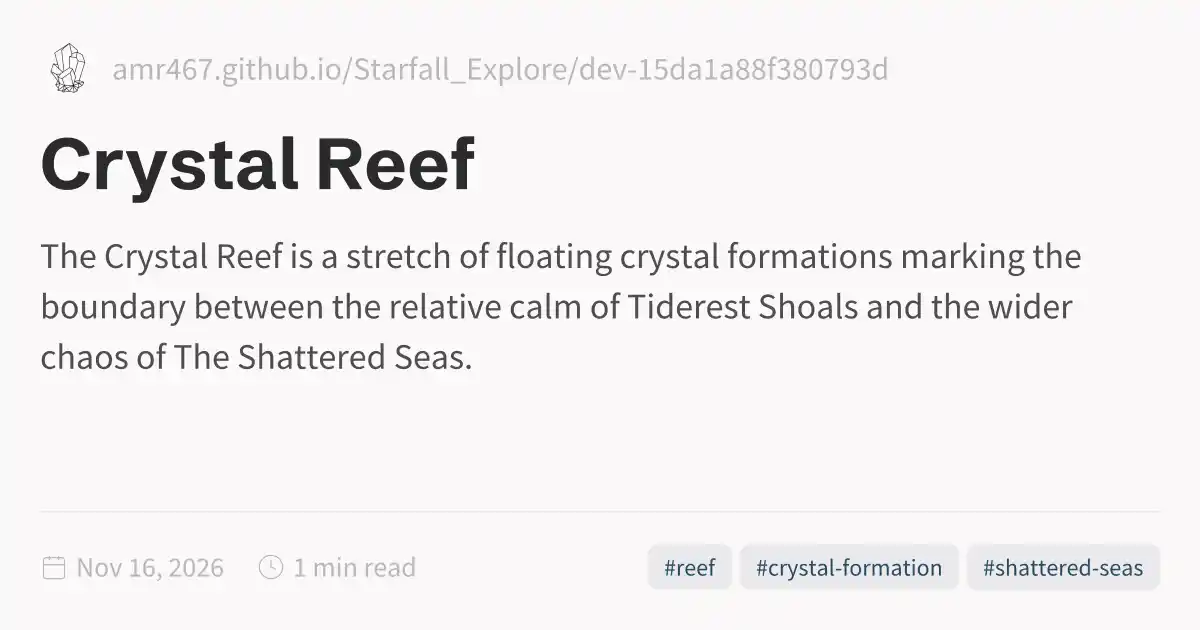 amr467.github.io/Starfall_Explore/dev-15da1a88f380793d
Crystal Reef
The Crystal Reef is a stretch of floating crystal formations marking the
boundary between the relative calm of Tiderest Shoals and the wider
chaos of The Shattered Seas.
Nov 16, 2026 1 min read #reef #crystal-formation #shattered-seas